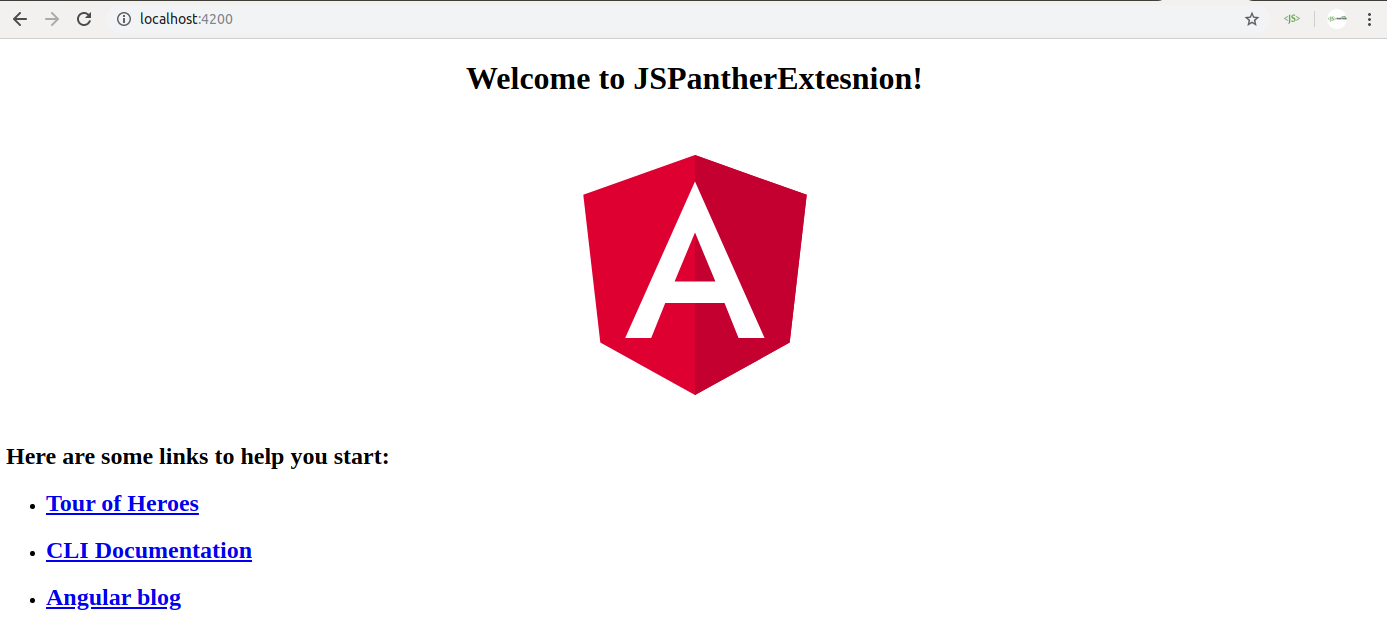 localhost:4200
<JS>
Welcome to JSPantherExtesnion!
A
Here are some links to help you start:
Tour of Heroes
CLI Documentation
Angular blog